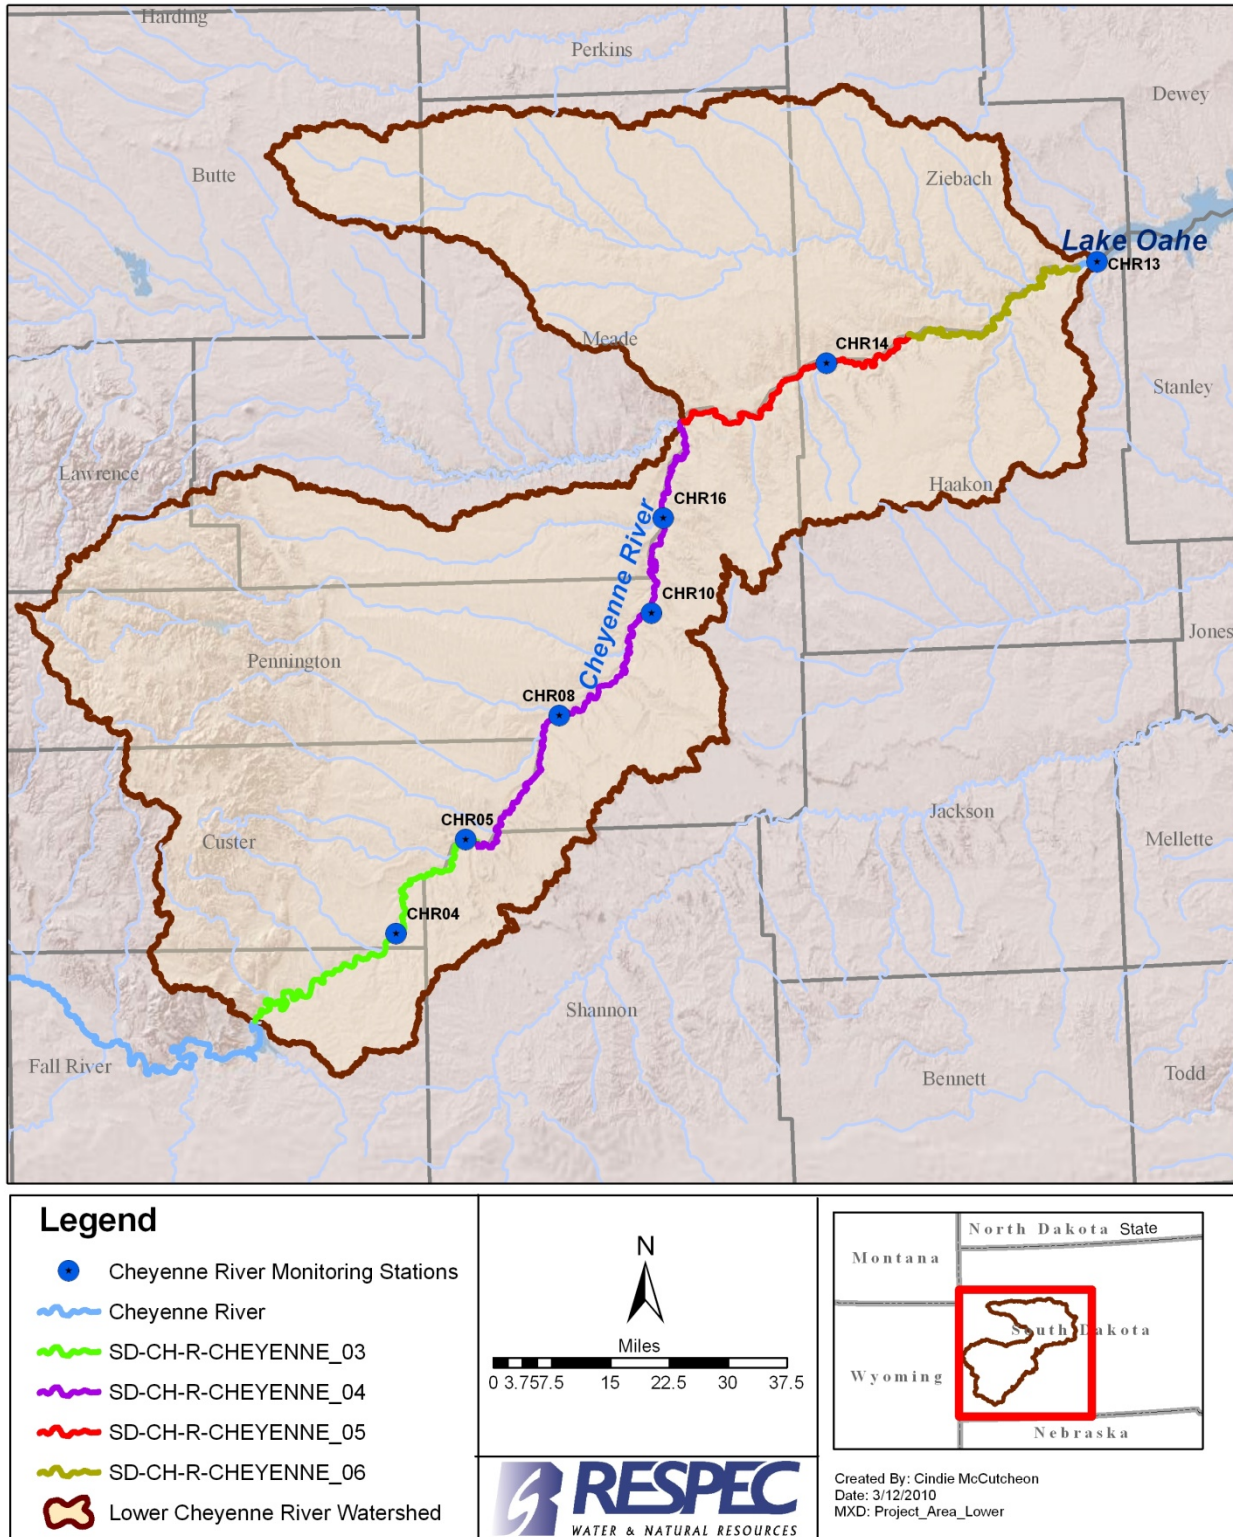 Harding
Perkins
Dewey
Butte
Ziebach
Lake Oahe
CHR13
Meade
CHR14
Stanley
Lawrence
Haakon
CHR16
Cheyenne River
CHR10
Jones
Pennington
CHR08
Jackson
CHR05
Custer
Mellette
CHR04
Shannon
Fall River
Bennett
Todd
Legend
Cheyenne River Monitoring Stations
Cheyenne River
SD-CH-R-CHEYENNE_03
SD-CH-R-CHEYENNE_04
SD-CH-R-CHEYENNE_05
SD-CH-R-CHEYENNE_06
Lower Cheyenne River Watershed
N
Miles
0 3.757.5 15 22.5 30 37.5
RESPEC
WATER & NATURAL RESOURCES
North Dakota State
Montana
South Dakota
Wyoming
Nebraska
Created By: Cindie McCutcheon
Date: 3/12/2010
MXD: Project_Area_Lower